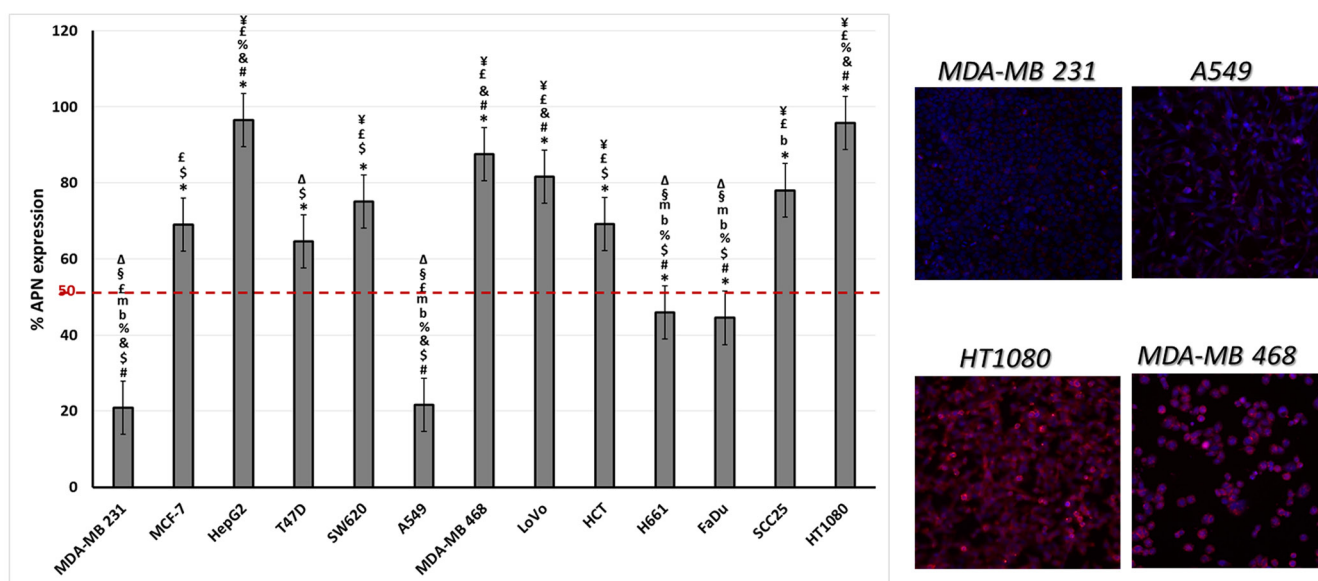 % APN expression
120
100
80
60
50
40
20
0
Δ
§
£
m
b
%
&
$
#
£
$
*
¥
£
%
&
#
*
Δ
$
*
¥
£
$
*
Δ
§
£
m
b
%
&
$
#
¥
£
&
#
*
¥
£
&
#
*
¥
£
$
*
Δ
§
m
b
%
$
#
*
Δ
§
m
b
%
$
#
*
¥
£
b
*
¥
£
%
&
#
*
MDA-MB 231
MCF-7
HepG2
T47D
SW620
A549
MDA-MB 468
LoVo
HCT
H661
FaDu
SCC25
HT1080
MDA-MB 231
A549
HT1080
MDA-MB 468